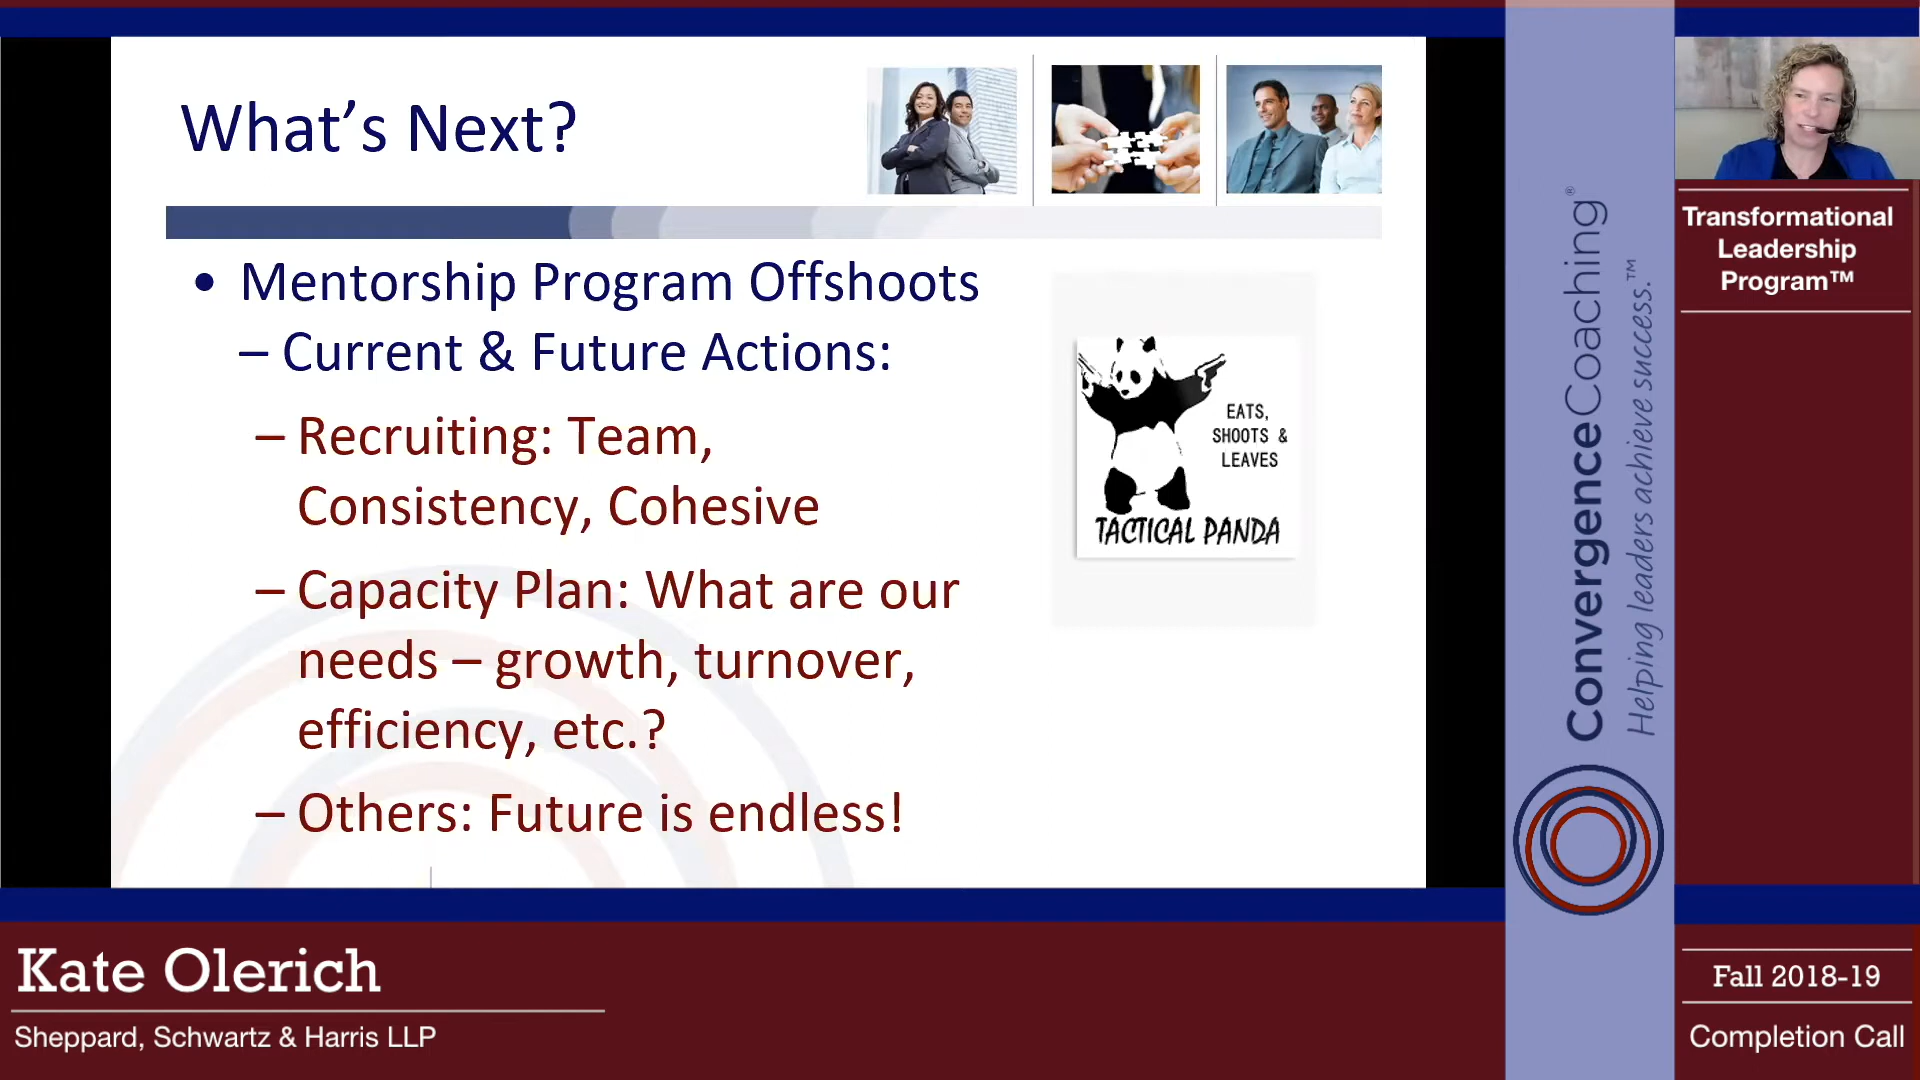 What's Next?
• Mentorship Program Offshoots
– Current & Future Actions:
– Recruiting: Team,
Consistency, Cohesive
– Capacity Plan: What are our
needs – growth, turnover,
efficiency, etc.?
– Others: Future is endless!
EATS,
SHOOTS &
LEAVES
TACTICAL PANDA
ConvergenceCoaching®
Helping leaders achieve success.™
Transformational
Leadership
Program™
Kate Olerich
Sheppard, Schwartz & Harris LLP
Fall 2018-19
Completion Call